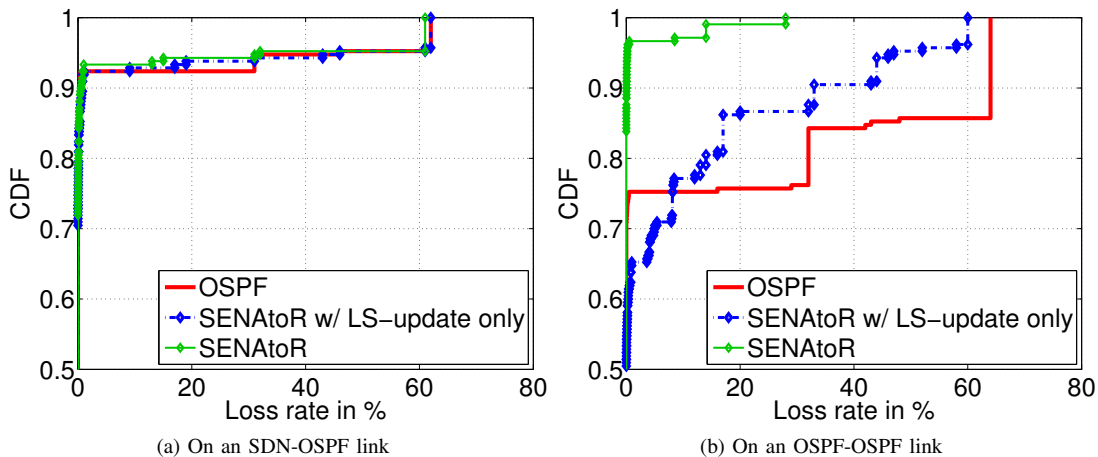 1
0.9
0.8
0.7
0.6
0.5
CDF
0 20 40 60 80
Loss rate in %
OSPF
SENAtoR w/ LS−update only
SENAtoR
(a) On an SDN-OSPF link
1
0.9
0.8
0.7
0.6
0.5
CDF
0 20 40 60 80
Loss rate in %
OSPF
SENAtoR w/ LS−update only
SENAtoR
(b) On an OSPF-OSPF link